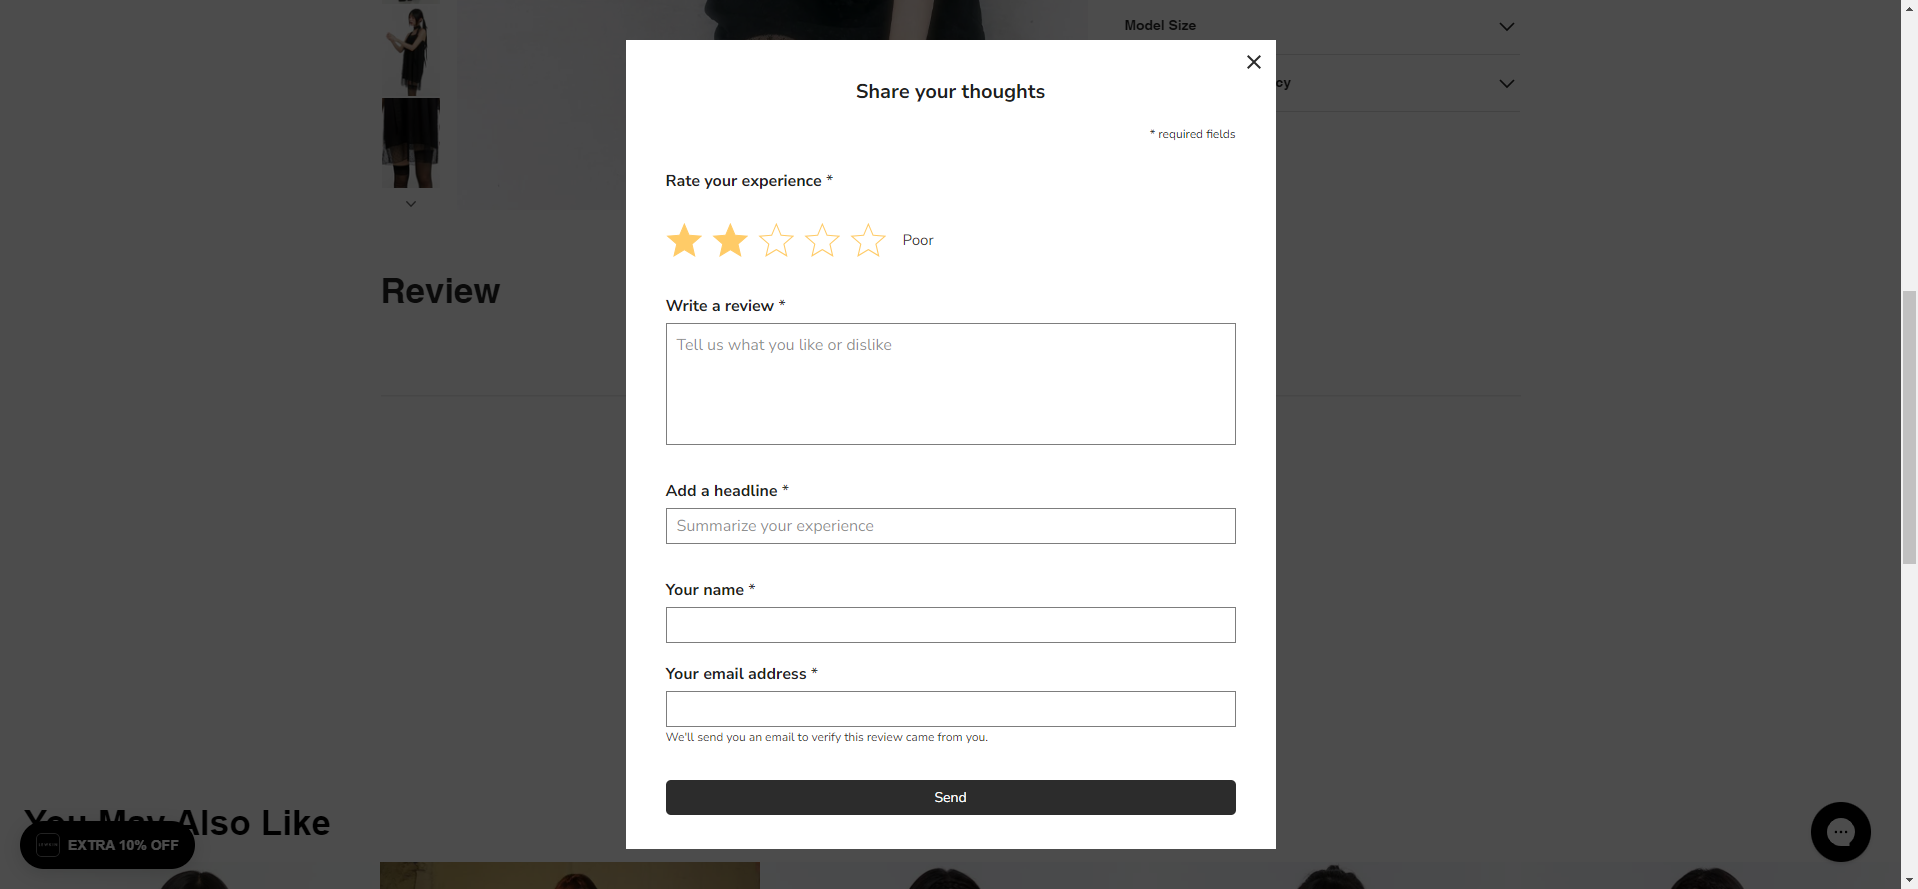 Model Size
cy
Share your thoughts
* required fields
Rate your experience *
Poor
Review
Write a review *
Tell us what you like or dislike
Add a headline *
Summarize your experience
Your name *
Your email address *
We'll send you an email to verify this review came from you.
Send
You May Also Like
EXTRA 10% OFF